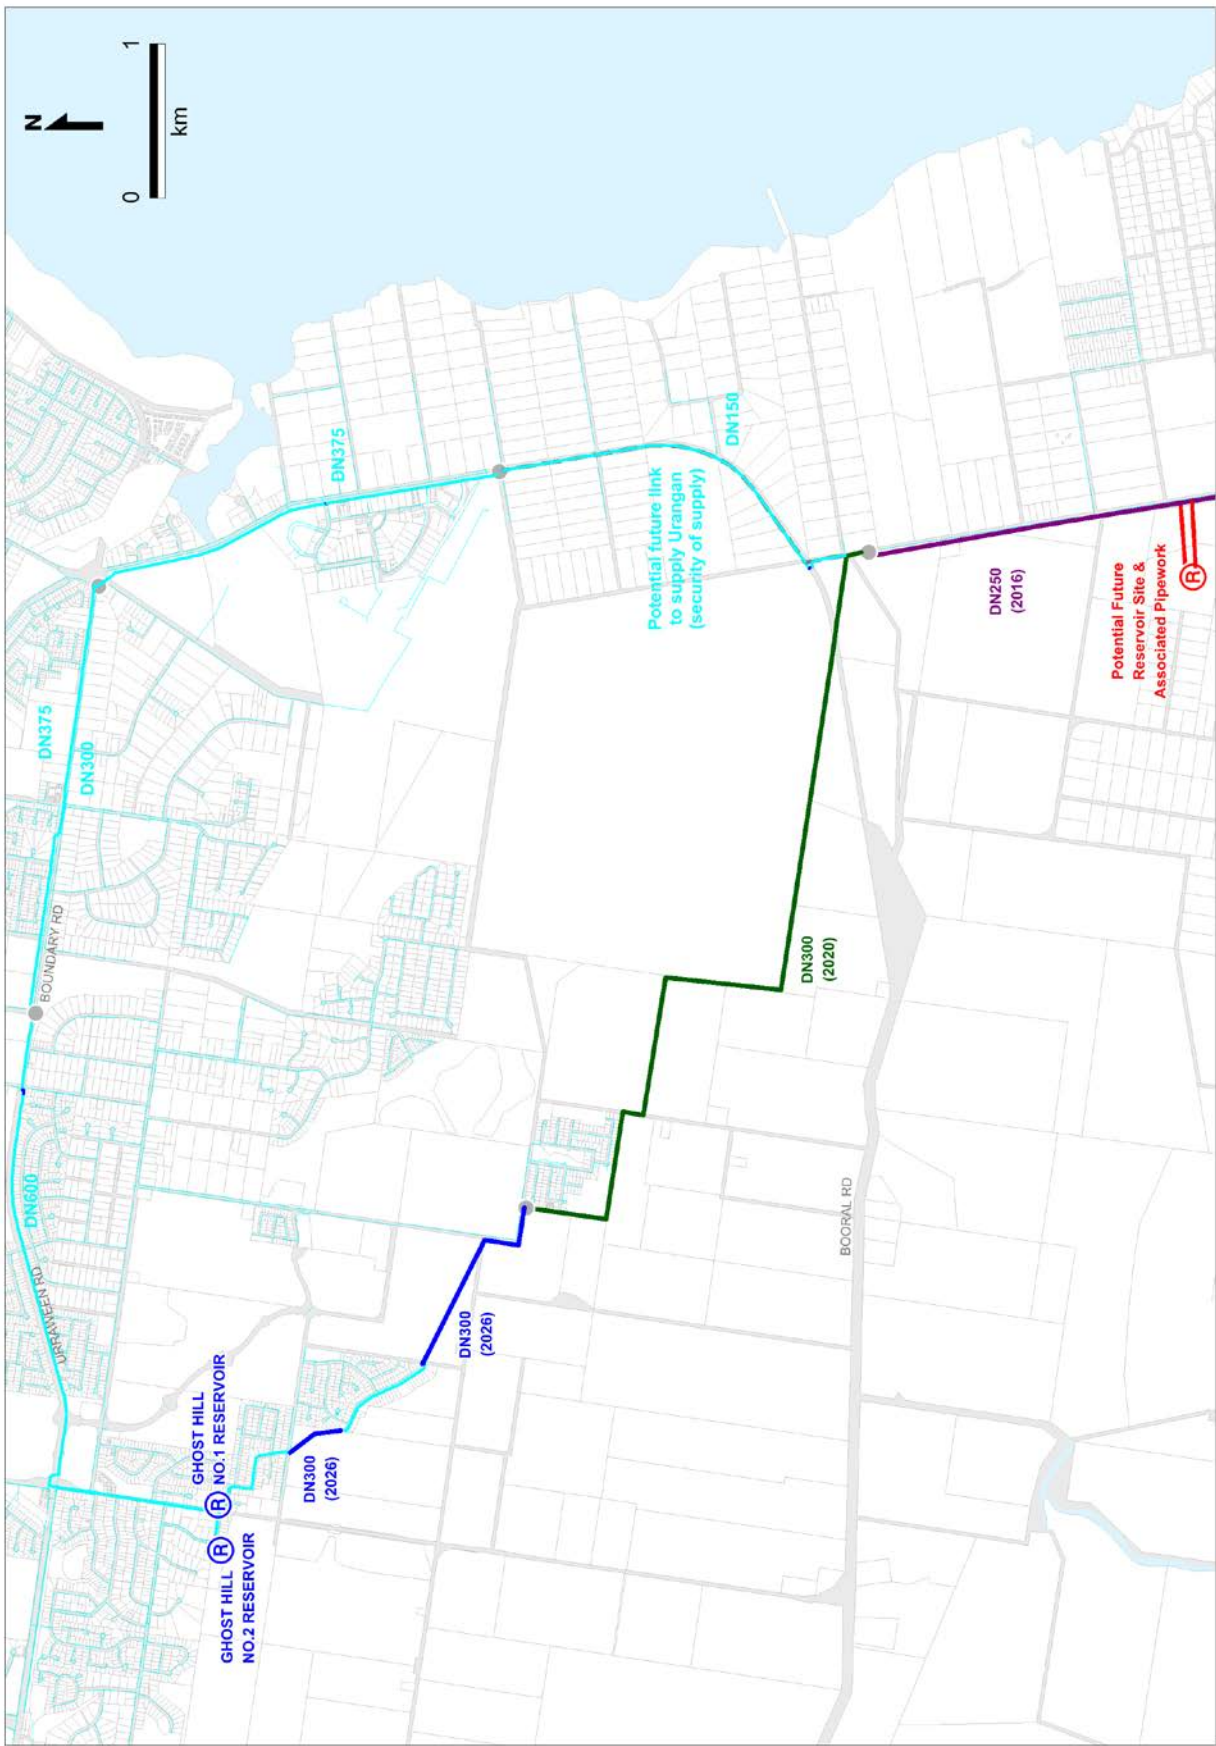 N
0
1
km
DN600
URRAWEEN RD
BOUNDARY RD
DN375
DN300
DN375
GHOST HILL
NO.1 RESERVOIR
R
GHOST HILL
NO.2 RESERVOIR
R
DN300
(2026)
DN300
(2026)
Potential future link
to supply Urangan
(security of supply)
DN150
DN300
(2020)
BOORAL RD
DN250
(2016)
Potential Future
Reservoir Site &
Associated Pipework
R